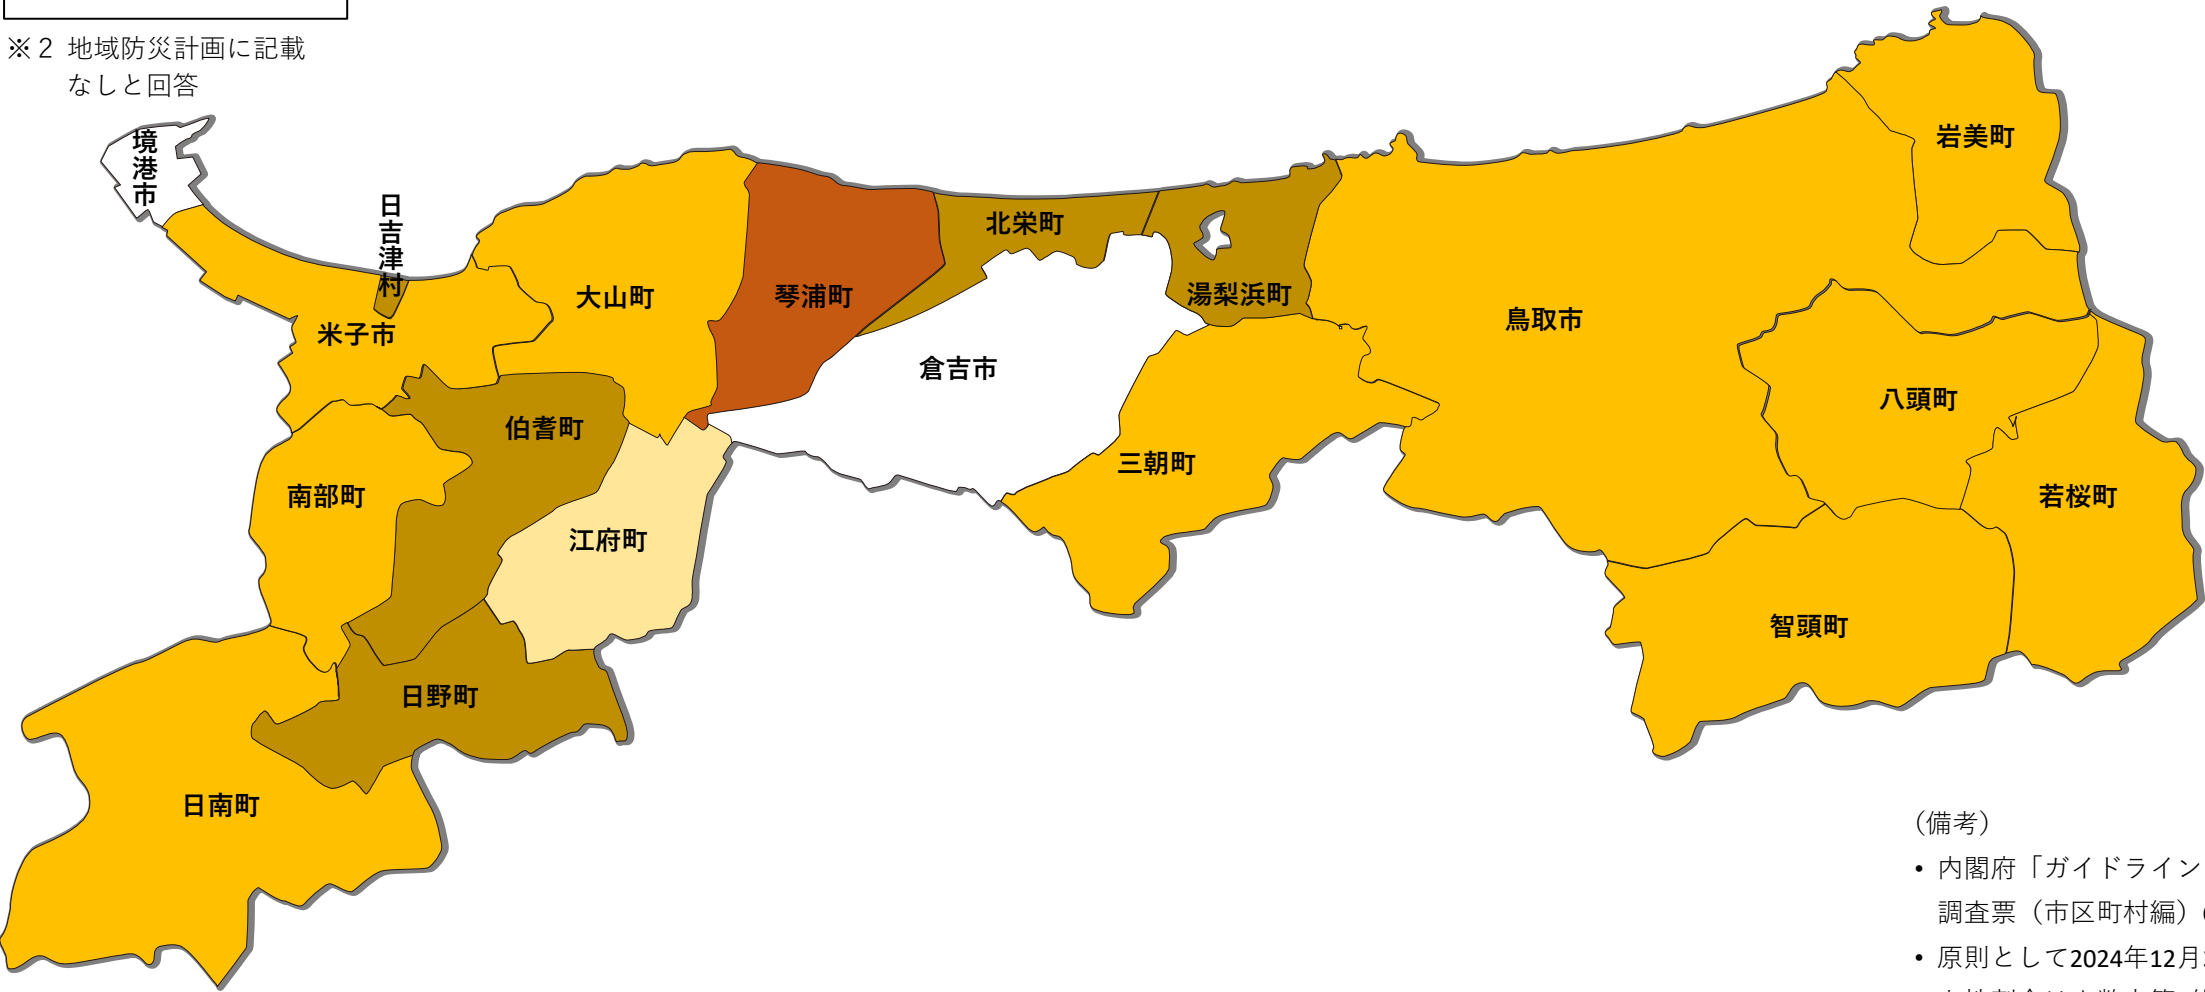 ※２ 地域防災計画に記載
なしと回答
境港市
日吉津村
米子市
大山町
琴浦町
北栄町
湯梨浜町
鳥取市
岩美町
倉吉市
八頭町
伯耆町
三朝町
南部町
江府町
若桜町
智頭町
日野町
日南町
（備考）
• 内閣府「ガイドライン
調査票（市区町村編）
• 原則として2024年12月